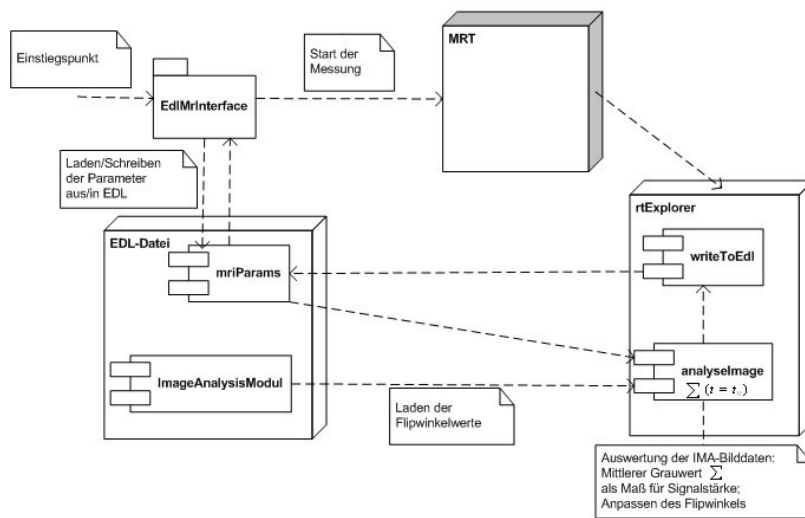 Einstiegspunkt
Start der
Messung
MRT
EdlMrInterface
Laden/Schreiben
der Parameter
aus/in EDL
rtExplorer
EDL-Datei
writeToEdl
mriParams
ImageAnalysisModul
analyseImage
∑ (t = t₀)
Laden der
Flipwinkelwerte
Auswertung der IMA-Bilddaten:
Mittlerer Grauwert ∑
als Maß für Signalstärke;
Anpassen des Flipwinkels